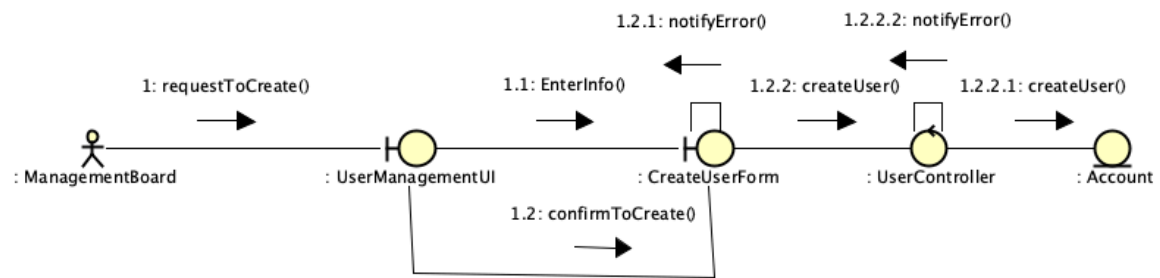 1.2.1: notifyError()
1.2.2.2: notifyError()
1: requestToCreate()
1.1: EnterInfo()
1.2.2: createUser()
1.2.2.1: createUser()
: ManagementBoard
: UserManagementUI
: CreateUserForm
: UserController
: Account
1.2: confirmToCreate()